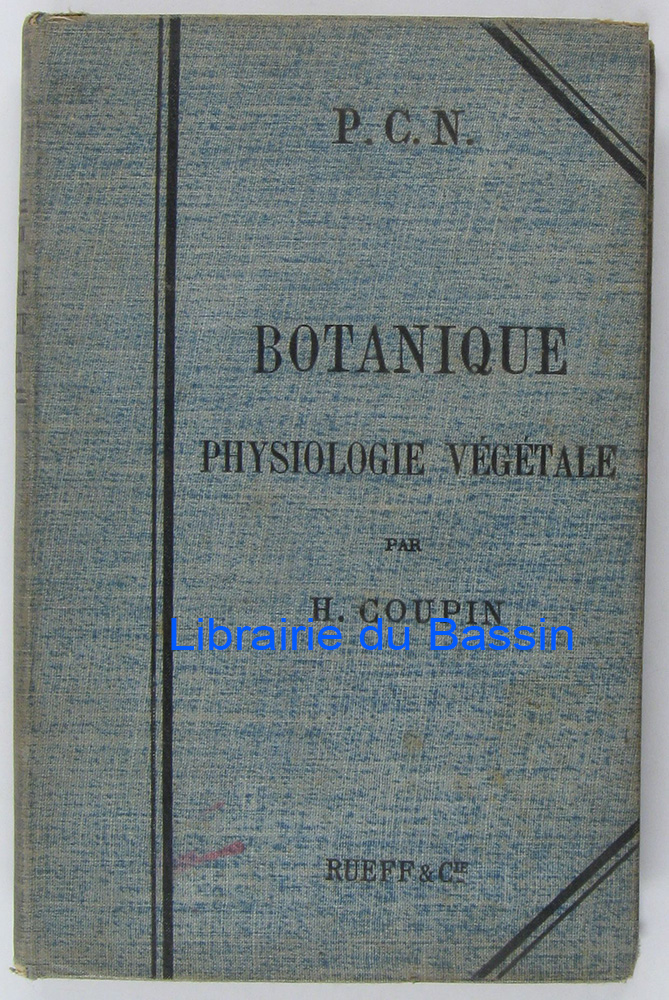 P. C. N.
BOTANIQUE
PHYSIOLOGIE VÉGÉTALE
PAR
H. COUPIN
Librairie du Bassin
RUEFF & CIE